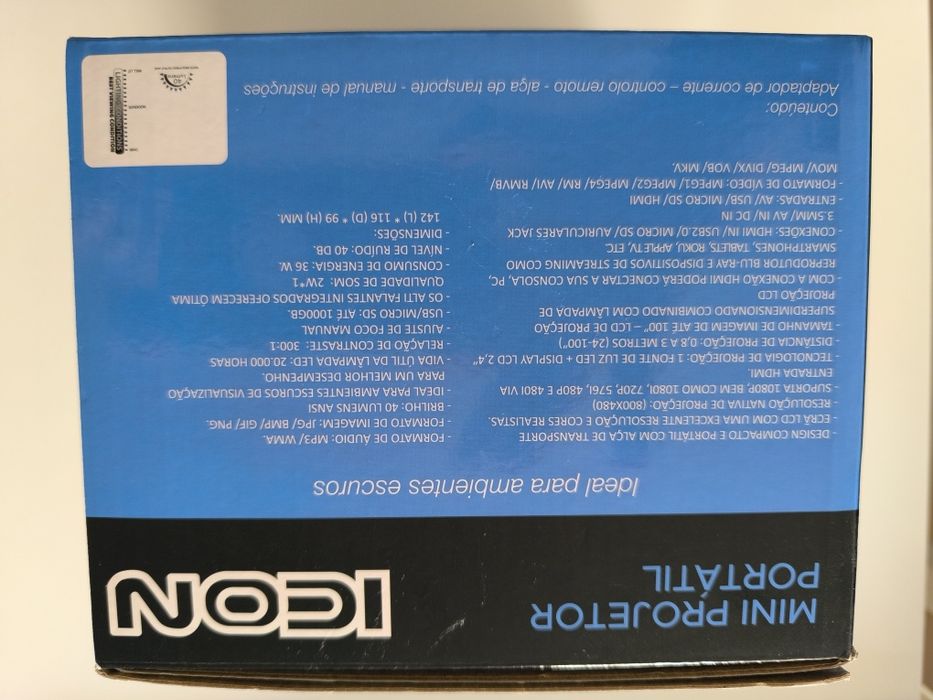 MINI PROJETOR
PORTÁTIL
ICON
Ideal para ambientes escuros
- DESIGN COMPACTO E PORTÁTIL COM ALÇA DE TRANSPORTE
- ECRÃ LCD COM UMA EXCELENTE RESOLUÇÃO E CORES REALISTAS.
- RESOLUÇÃO NATIVA DE PROJEÇÃO: (800X480)
- SUPORTA 1080P, BEM COMO 1080I, 720P, 576I, 480P E 480I VIA
ENTRADA HDMI.
- TECNOLOGIA DE PROJEÇÃO: 1 FONTE DE LUZ LED + DISPLAY LCD 2,4"
- DISTÂNCIA DE PROJEÇÃO: 0,8 A 3 METROS (24-100")
- TAMANHO DE IMAGEM DE ATÉ 100" – LCD DE PROJEÇÃO
SUPERDIMENSIONADO COMBINADO COM LÂMPADA DE
PROJEÇÃO LCD
- COM A CONEXÃO HDMI PODERÁ CONECTAR A SUA CONSOLA, PC,
REPRODUTOR BLU-RAY E DISPOSITIVOS DE STREAMING COMO
SMARTPHONES, TABLETS, ROKU, APPLETV, ETC
- CONEXÕES: HDMI IN/ USB2.0/ MICRO SD/ AURICULARES JACK
3.5MM/ AV IN/ DC IN
- ENTRADAS: AV/ USB/ MICRO SD/ HDMI
- FORMATO DE VÍDEO: MPEG1/ MPEG2/ MPEG4/ RM/ AVI/ RMVB/
MOV/ MPEG/ DIVX/ VOB/ MKV.
- FORMATO DE ÁUDIO: MP3/ WMA.
- FORMATO DE IMAGEM: JPG/ BMP/ GIF/ PNG.
- BRILHO: 40 LUMENS ANSI
- IDEAL PARA AMBIENTES ESCUROS DE VISUALIZAÇÃO
PARA UM MELHOR DESEMPENHO.
- VIDA ÚTIL DA LÂMPADA LED: 20.000 HORAS
- RELAÇÃO DE CONTRASTE: 300:1
- AJUSTE DE FOCO MANUAL
- USB/MICRO SD: ATÉ 1000GB.
- OS ALTI FALANTES INTEGRADOS OFERECEM ÓTIMA
QUALIDADE DE SOM: 2W*1
- CONSUMO DE ENERGIA: 36 W.
- NÍVEL DE RUÍDO: 40 DB.
- DIMENSÕES:
142 (L) * 116 (D) * 99 (H) MM.
Conteúdo:
Adaptador de corrente – controlo remoto - alça de transporte - manual de instruções
BEST VIEWING CONDITION
LIGHTING CONDITIONS
40
Lumens